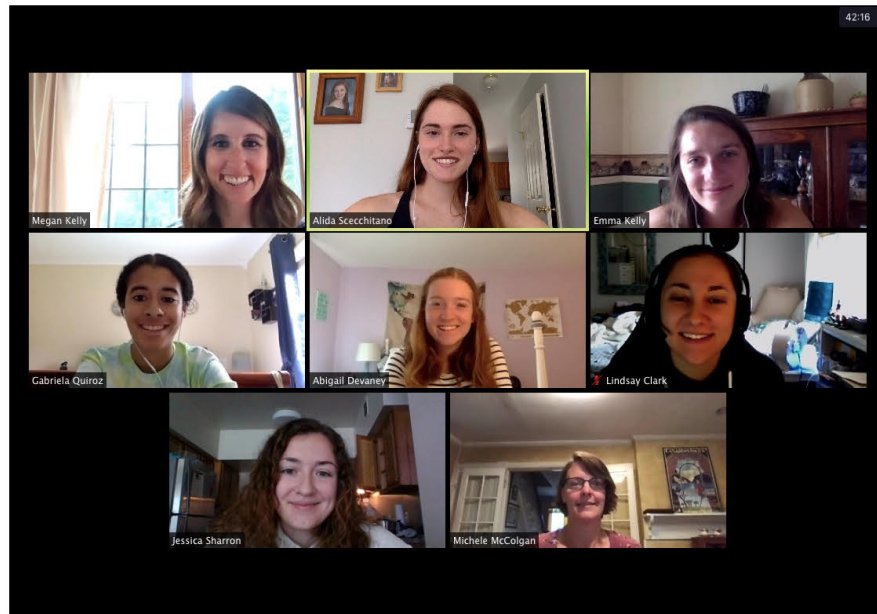 42:16
Megan Kelly
Alida Scecchitano
Emma Kelly
Gabriela Quiroz
Abigail Devaney
Lindsay Clark
Jessica Sharron
Michele McColgan